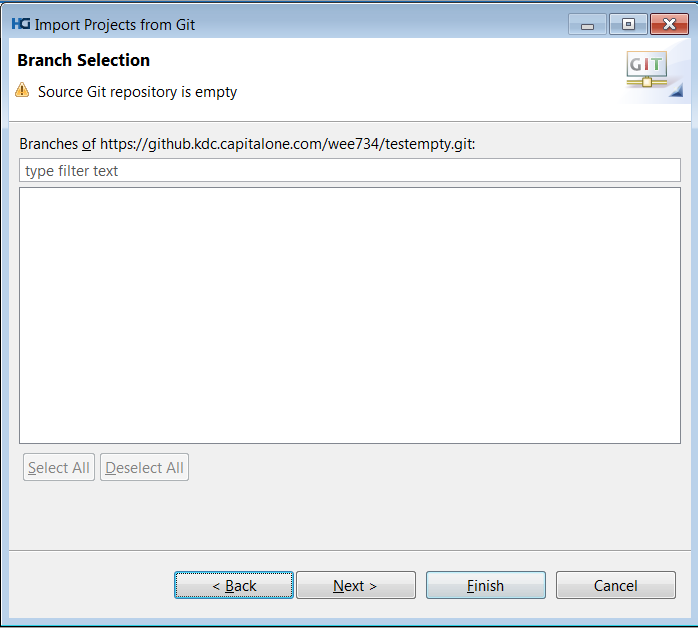 HG Import Projects from Git
Branch Selection
GIT
Source Git repository is empty
Branches of https://github.kdc.capitalone.com/wee734/testempty.git:
type filter text
Select All Deselect All
< Back Next > Finish Cancel